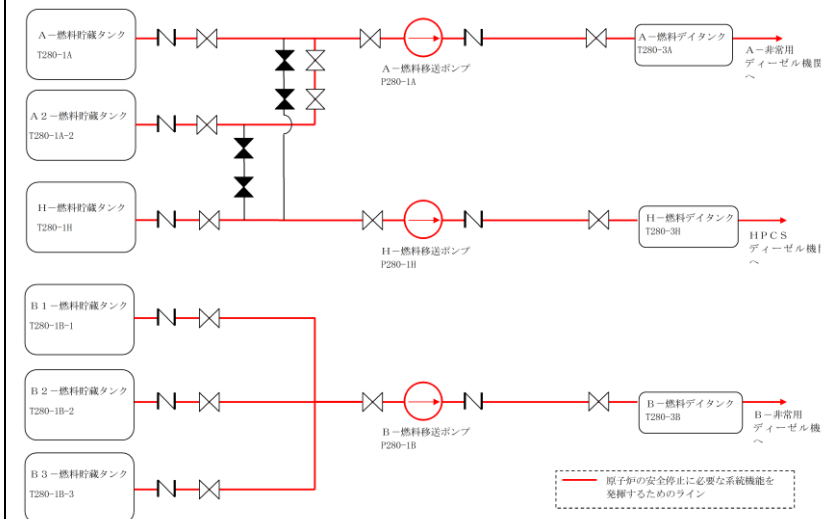 A－燃料貯蔵タンク
T280-1A
A－燃料移送ポンプ
P280-1A
A－燃料デイタンク
T280-3A
A－非常用
ディーゼル機関
へ
A２－燃料貯蔵タンク
T280-1A-2
H－燃料貯蔵タンク
T280-1H
H－燃料移送ポンプ
P280-1H
H－燃料デイタンク
T280-3H
HPCS
ディーゼル機
へ
B１－燃料貯蔵タンク
T280-1B-1
B２－燃料貯蔵タンク
T280-1B-2
B－燃料移送ポンプ
P280-1B
B－燃料デイタンク
T280-3B
B－非常用
ディーゼル機
へ
B３－燃料貯蔵タンク
T280-1B-3
原子炉の安全停止に必要な系統機能を
発揮するためのライン